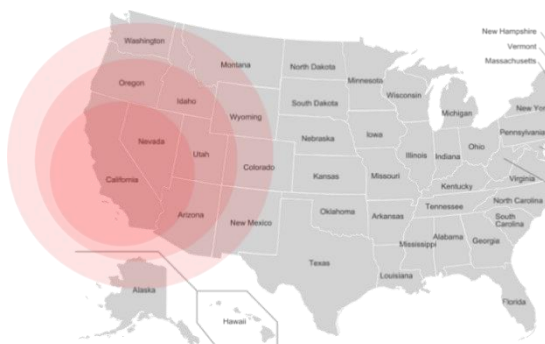 New Hampshire
Vermont
Massachusetts
Washington
Oregon
Montana
North Dakota
Minnesota
Idaho
Wisconsin
Michigan
New York
South Dakota
Wyoming
Pennsylvania
Nevada
Nebraska
Iowa
Utah
Colorado
Illinois
Indiana
Ohio
California
Kansas
Missouri
Virginia
Kentucky
Arizona
New Mexico
Oklahoma
Arkansas
Tennessee
North Carolina
South
Carolina
Mississippi
Alabama
Georgia
Texas
Louisiana
Alaska
Florida
Hawaii